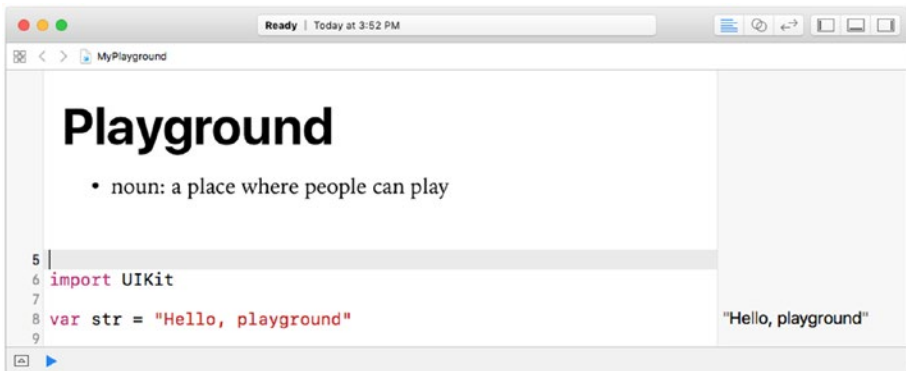 Ready | Today at 3:52 PM
MyPlayground
Playground
• noun: a place where people can play
5
6 import UIKit
7
8 var str = "Hello, playground" "Hello, playground"
9